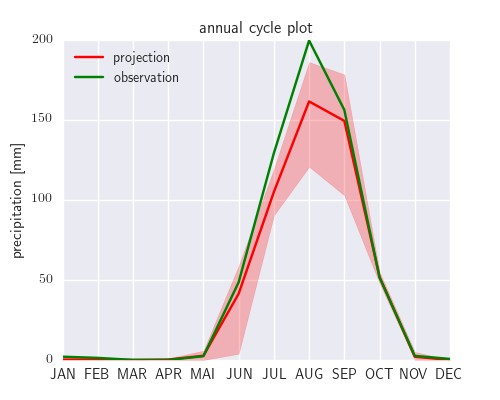 annual cycle plot
projection
observation
precipitation [mm]
200
150
100
50
0
JAN FEB MAR APR MAI JUN JUL AUG SEP OCT NOV DEC